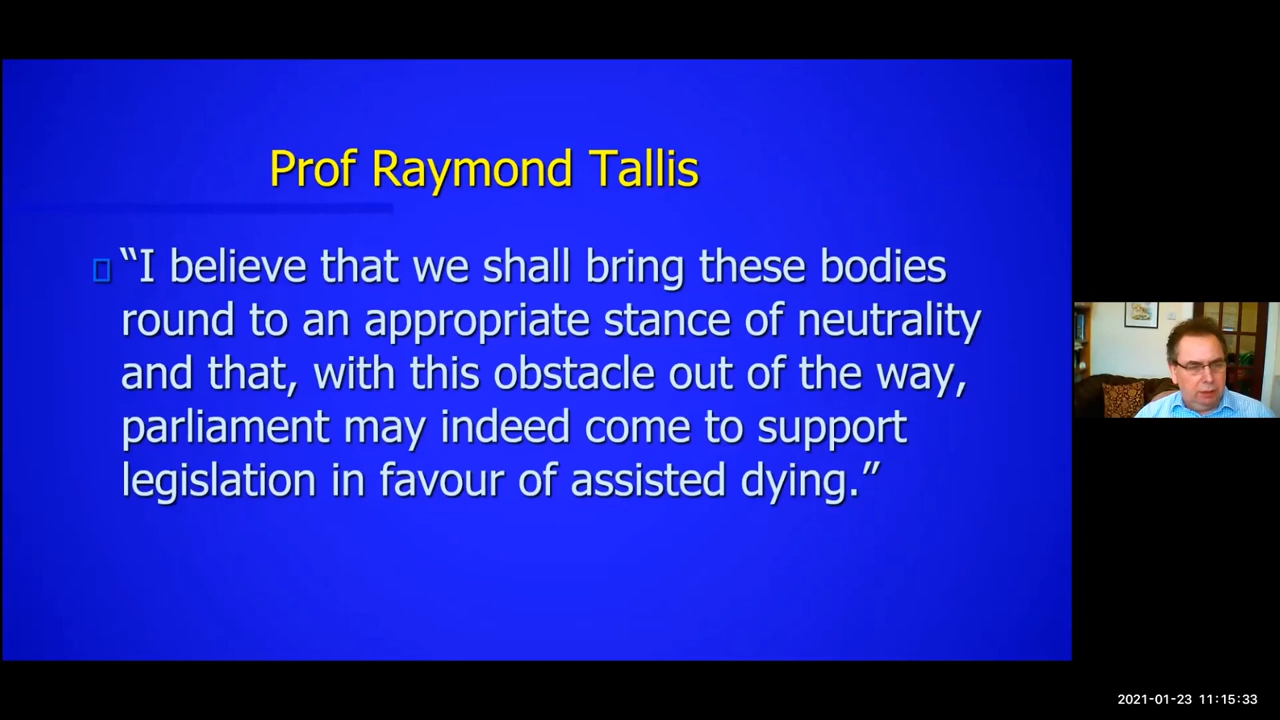 Prof Raymond Tallis
“I believe that we shall bring these bodies
round to an appropriate stance of neutrality
and that, with this obstacle out of the way,
parliament may indeed come to support
legislation in favour of assisted dying.”
2021-01-23 11:15:33